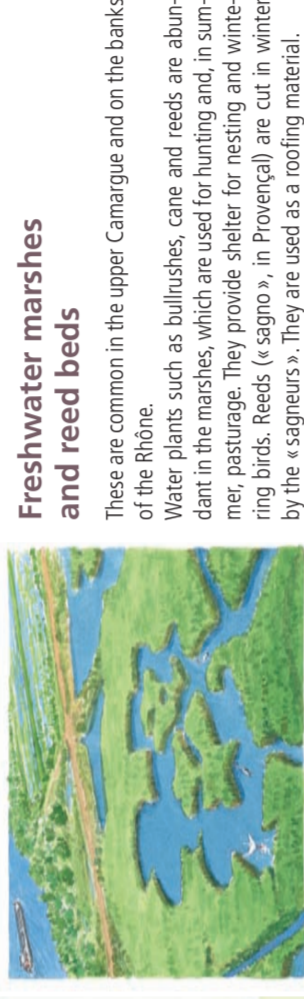 Freshwater marshes
and reed beds
These are common in the upper Camargue and on the banks
of the Rhône.
Water plants such as bullrushes, cane and reeds are abun-
dant in the marshes, which are used for hunting and, in sum-
mer, pasturage. They provide shelter for nesting and winte-
ring birds. Reeds (« sagno », in Provençal) are cut in winter
by the « sagneurs ». They are used as a roofing material.